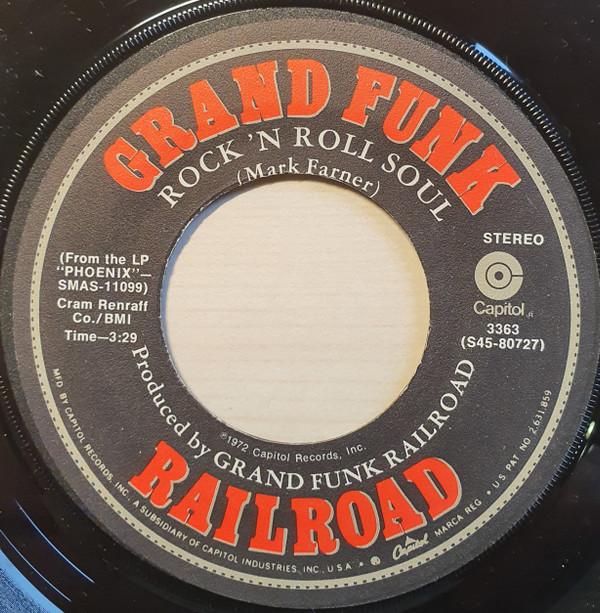 GRAND FUNK
ROCK 'N ROLL SOUL
(Mark Farner)
(From the LP
"PHOENIX"—
SMAS-11099)
Cram Renraff
Co./BMI
Time—3:29
STEREO
Capitol®
3363
(S45-80727)
℗1972 Capitol Records, Inc.
Produced by GRAND FUNK RAILROAD
RAILROAD
MFD. BY CAPITOL RECORDS, INC., A SUBSIDIARY OF CAPITOL INDUSTRIES, INC., U.S.A. • ® Capitol MARCA REG. • U.S. PAT. NO. 2,631,859